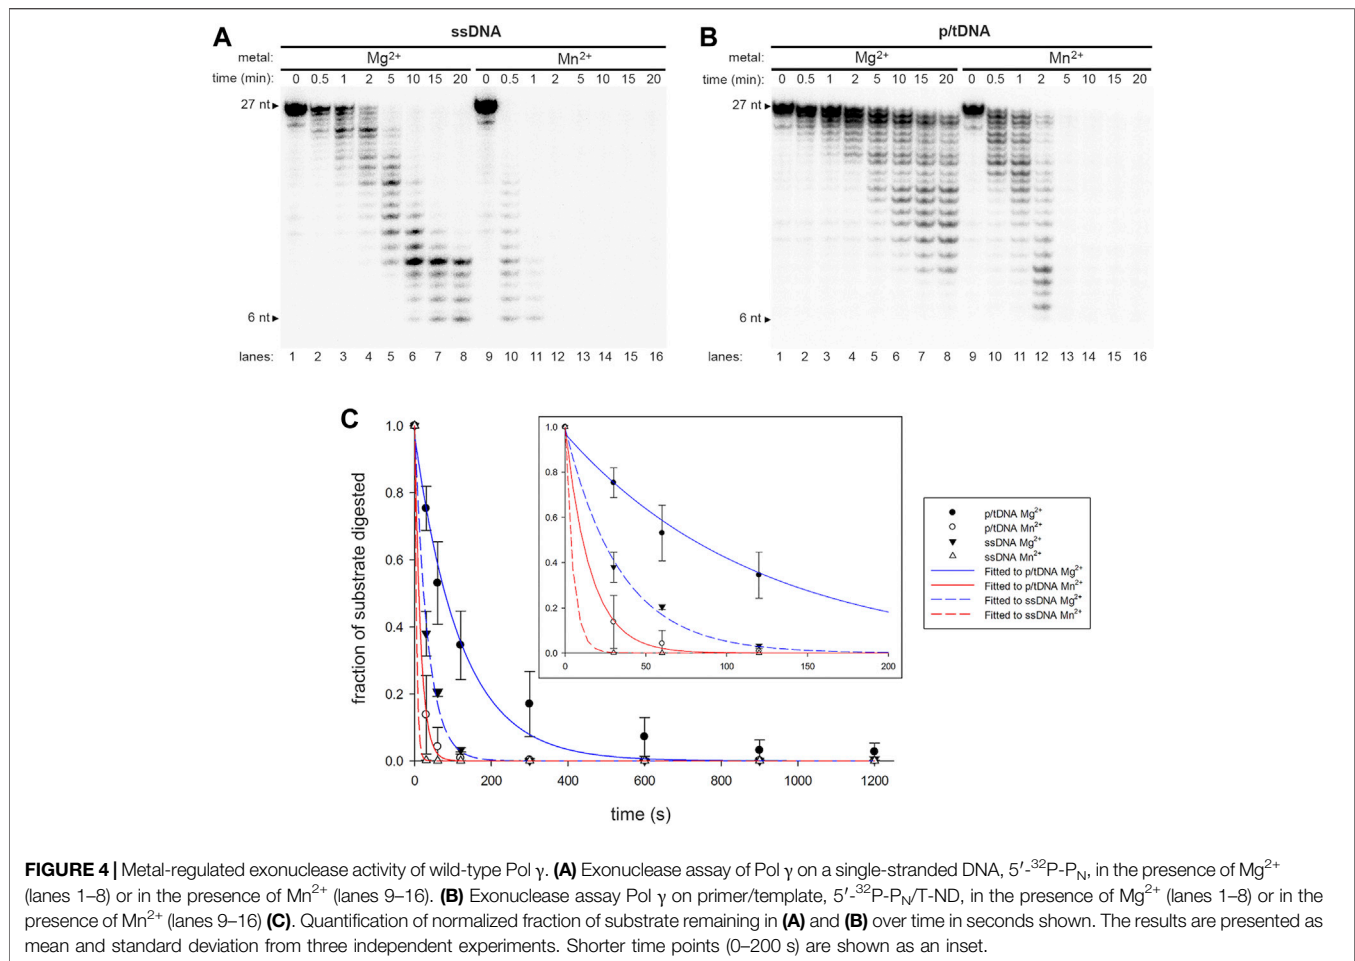 A
ssDNA
metal: Mg²⁺ Mn²⁺
time (min): 0 0.5 1 2 5 10 15 20 0 0.5 1 2 5 10 15 20
27 nt
6 nt
lanes: 1 2 3 4 5 6 7 8 9 10 11 12 13 14 15 16
B
p/tDNA
metal: Mg²⁺ Mn²⁺
time (min): 0 0.5 1 2 5 10 15 20 0 0.5 1 2 5 10 15 20
27 nt
6 nt
lanes: 1 2 3 4 5 6 7 8 9 10 11 12 13 14 15 16
C
fraction of substrate digested
1.0
0.8
0.6
0.4
0.2
0.0
0 200 400 600 800 1000 1200
time (s)
1.0
0.8
0.6
0.4
0.2
0.0
0 50 100 150 200
p/tDNA Mg²⁺
p/tDNA Mn²⁺
ssDNA Mg²⁺
ssDNA Mn²⁺
Fitted to p/tDNA Mg²⁺
Fitted to p/tDNA Mn²⁺
Fitted to ssDNA Mg²⁺
Fitted to ssDNA Mn²⁺
FIGURE 4 | Metal-regulated exonuclease activity of wild-type Pol γ. (A) Exonuclease assay of Pol γ on a single-stranded DNA, 5′-³²P-P_N, in the presence of Mg²⁺
(lanes 1–8) or in the presence of Mn²⁺ (lanes 9–16). (B) Exonuclease assay Pol γ on primer/template, 5′-³²P-P_N/T-ND, in the presence of Mg²⁺ (lanes 1–8) or in the
presence of Mn²⁺ (lanes 9–16) (C). Quantification of normalized fraction of substrate remaining in (A) and (B) over time in seconds shown. The results are presented as
mean and standard deviation from three independent experiments. Shorter time points (0–200 s) are shown as an inset.